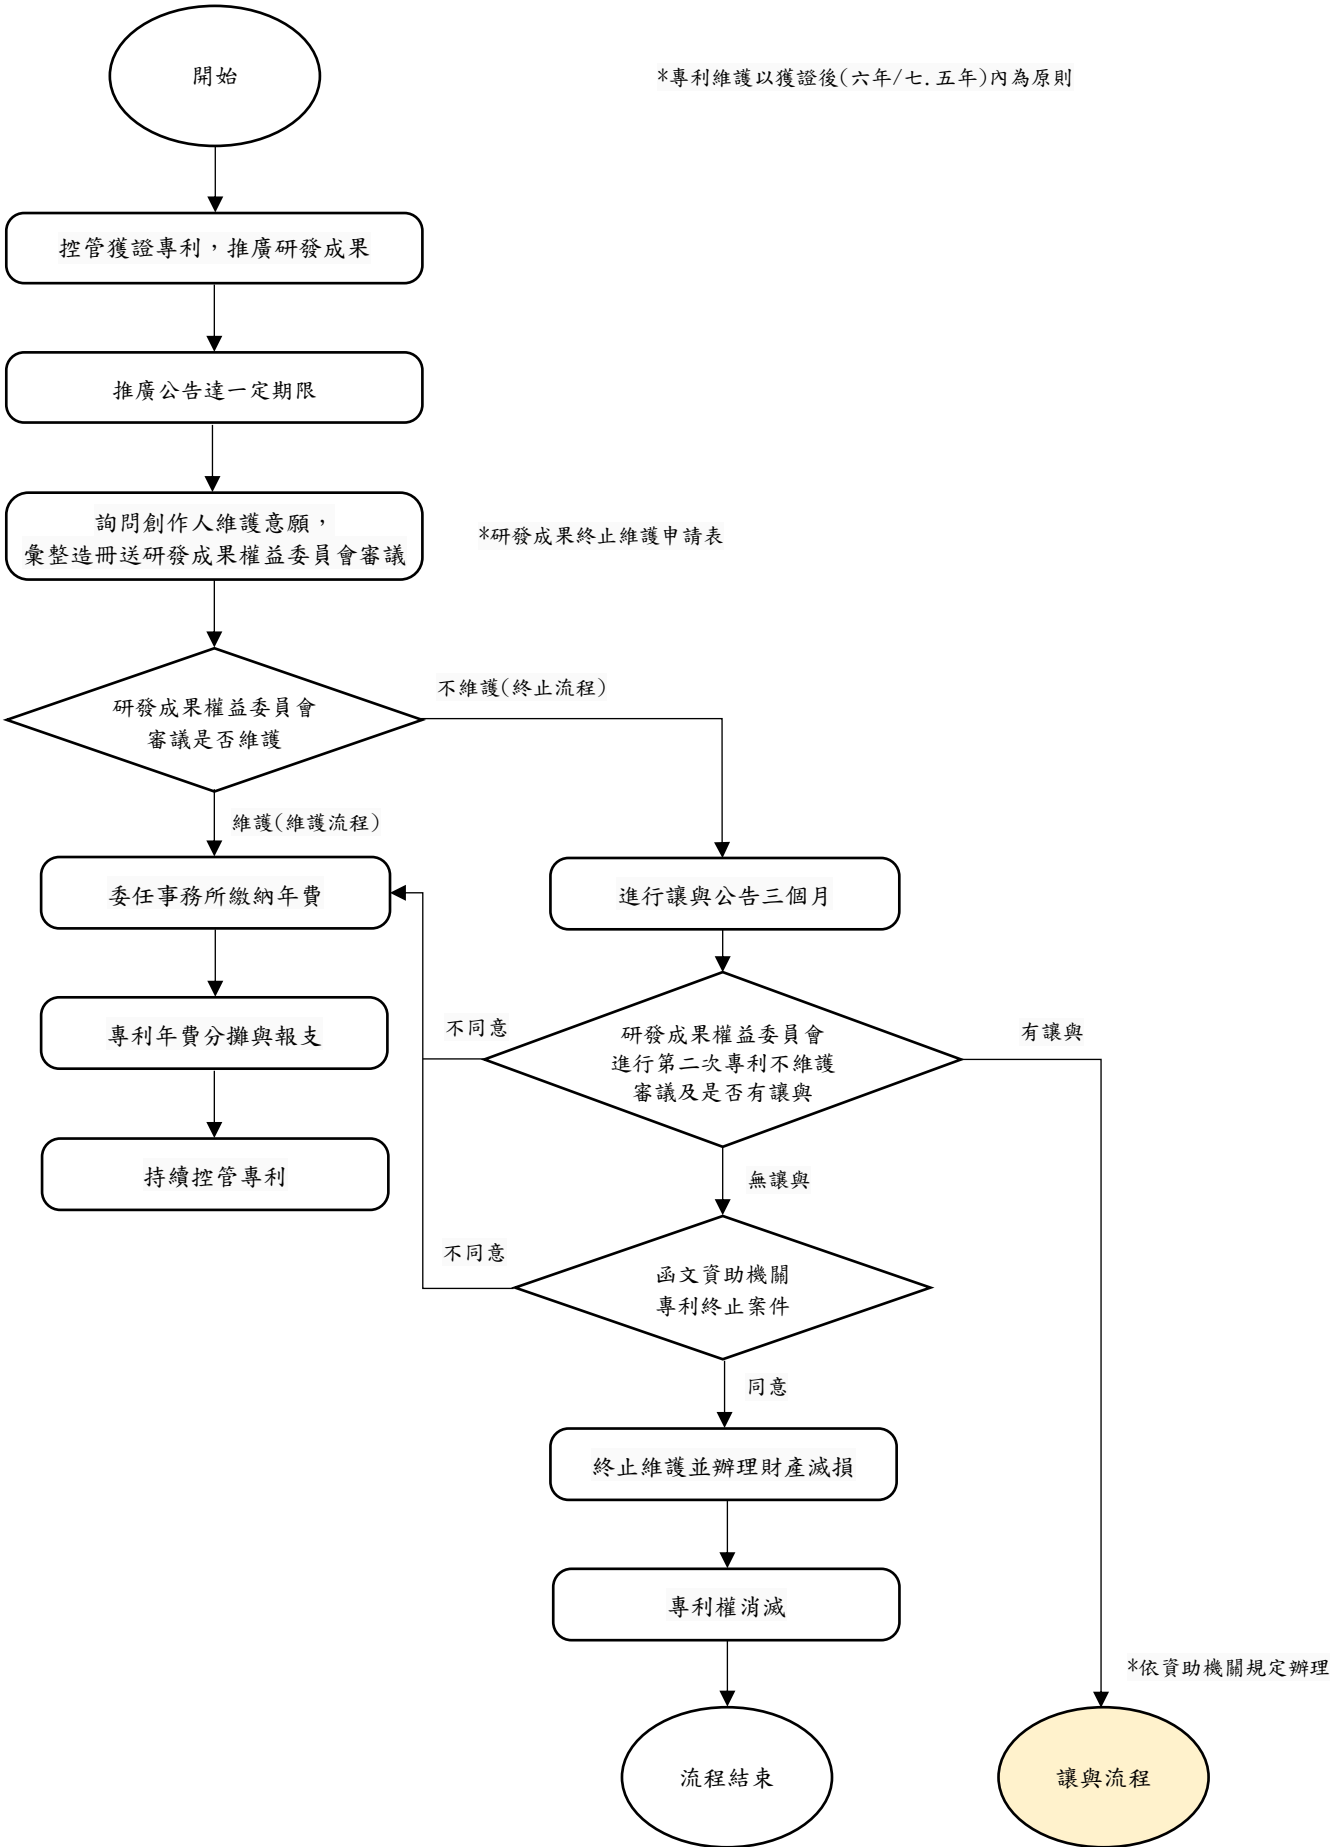 開始
*專利維護以獲證後(六年/七.五年)內為原則
控管獲證專利，推廣研發成果
推廣公告達一定期限
詢問創作人維護意願，
彙整造冊送研發成果權益委員會審議
*研發成果終止維護申請表
不維護(終止流程)
研發成果權益委員會
審議是否維護
維護(維護流程)
委任事務所繳納年費
進行讓與公告三個月
專利年費分攤與報支
不同意
研發成果權益委員會
進行第二次專利不維護
審議及是否有讓與
有讓與
持續控管專利
無讓與
不同意
函文資助機關
專利終止案件
同意
終止維護並辦理財產減損
專利權消滅
*依資助機關規定辦理
流程結束
讓與流程